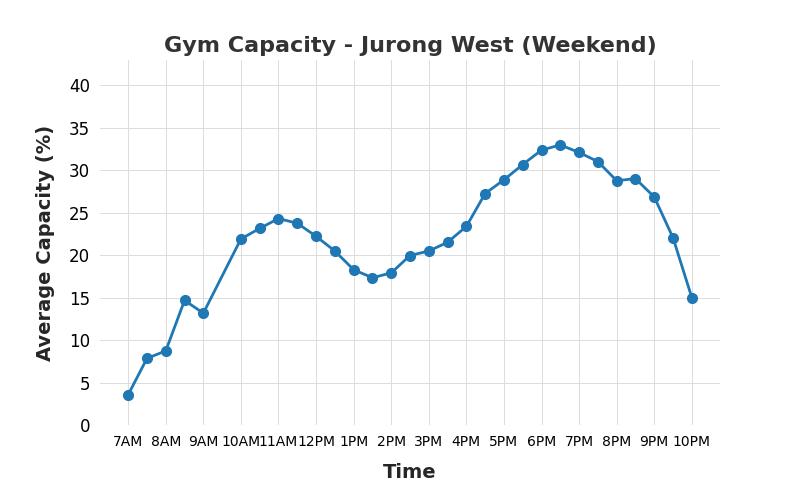 Gym Capacity - Jurong West (Weekend)
40
35
30
25
20
15
10
5
0
Average Capacity (%)
7AM 8AM 9AM 10AM 11AM 12PM 1PM 2PM 3PM 4PM 5PM 6PM 7PM 8PM 9PM 10PM
Time